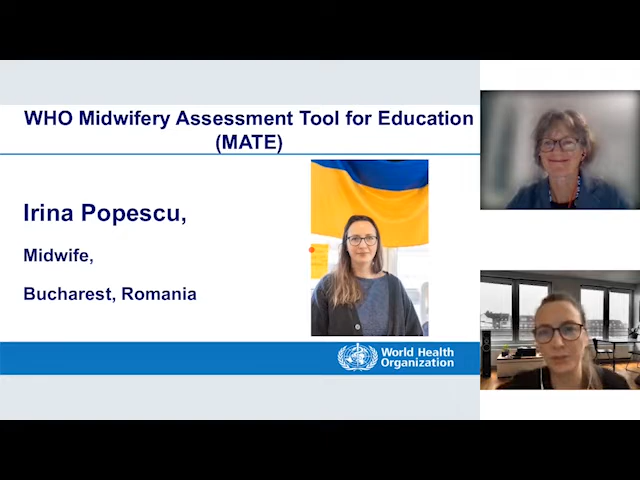 WHO Midwifery Assessment Tool for Education
(MATE)
Irina Popescu,
Midwife,
Bucharest, Romania
World Health
Organization